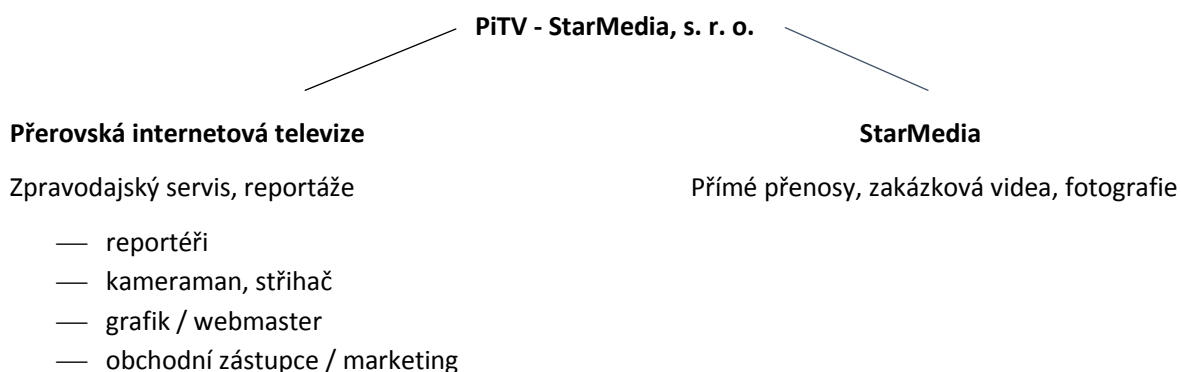 PiTV - StarMedia, s. r. o.
Přerovská internetová televize
Zpravodajský servis, reportáže
— reportéři
— kameraman, střihač
— grafik / webmaster
— obchodní zástupce / marketing
StarMedia
Přímé přenosy, zakázková videa, fotografie